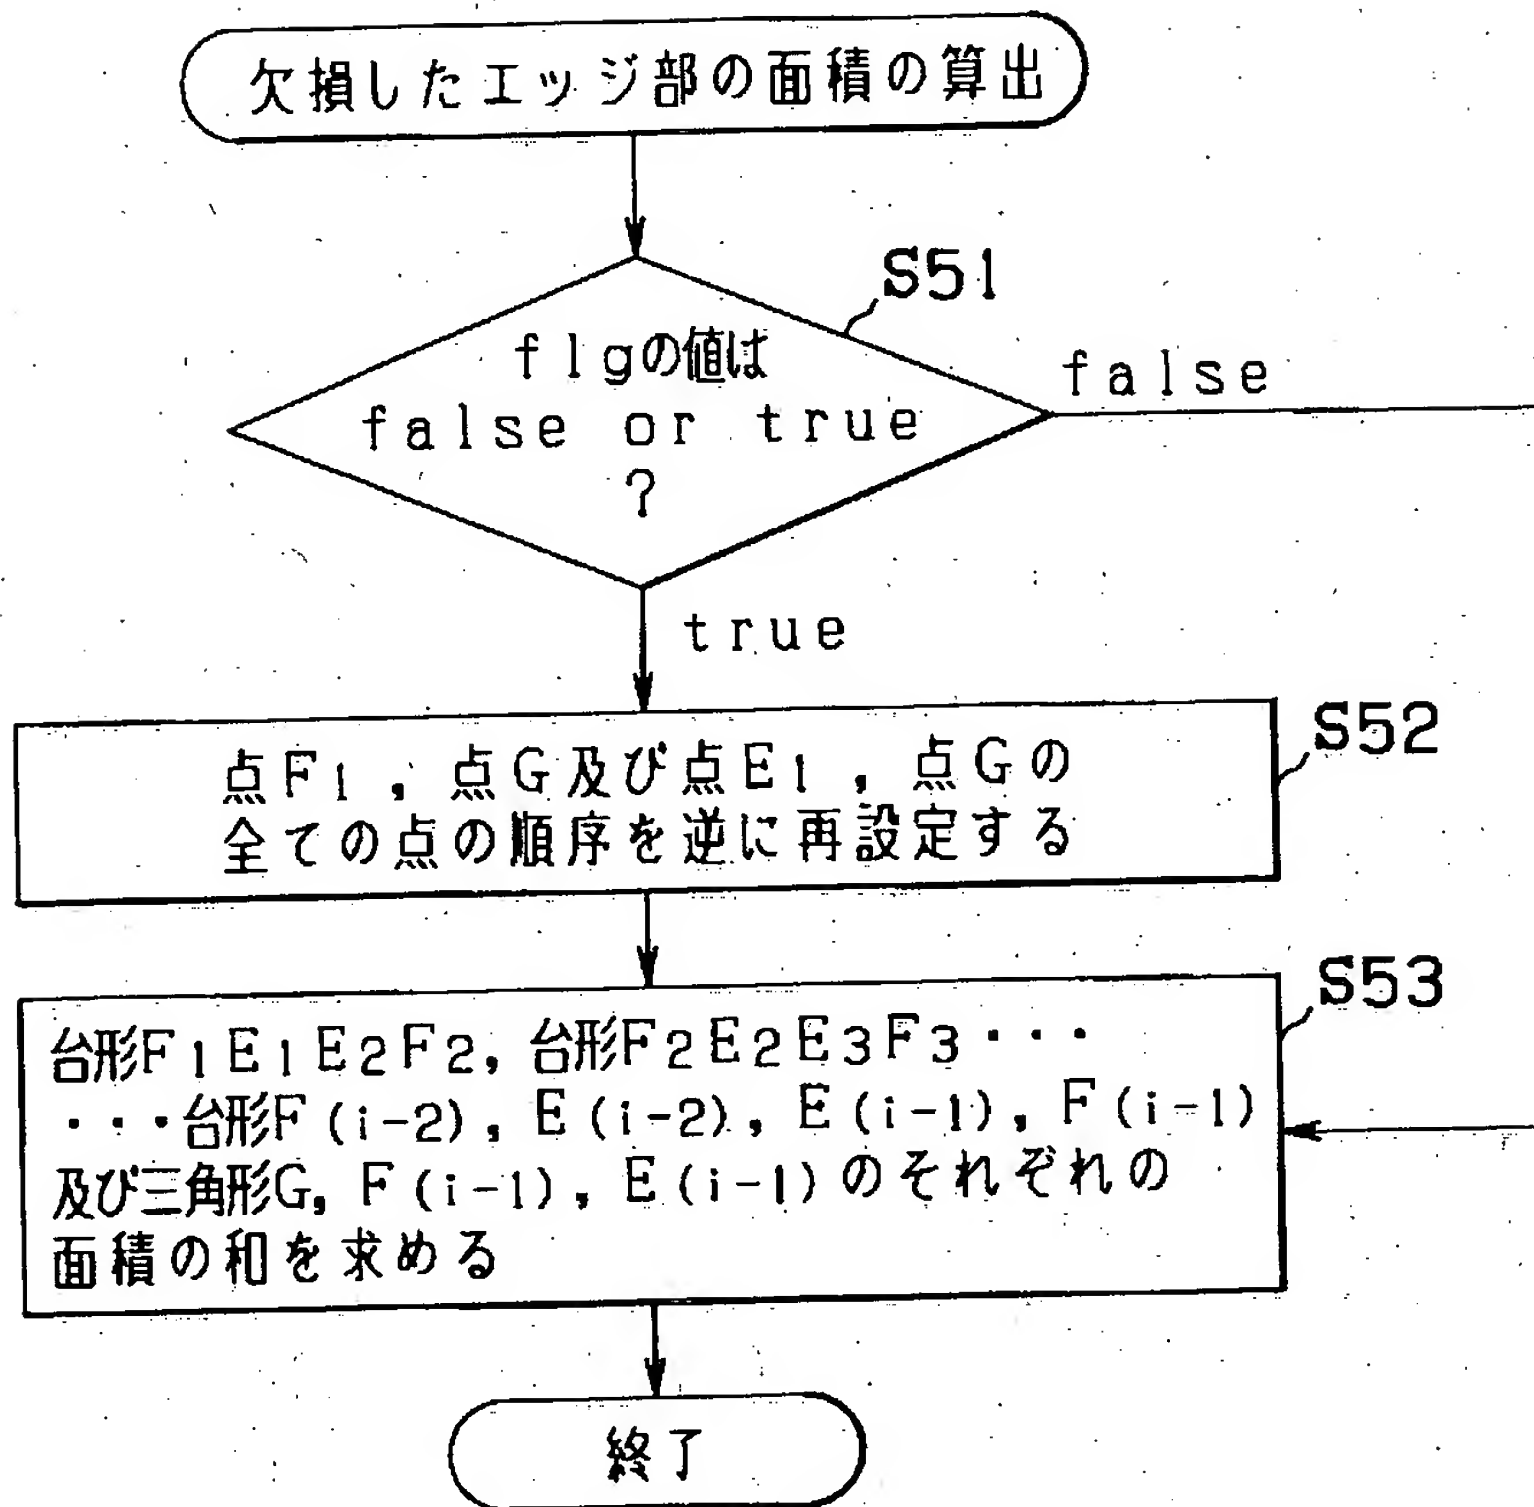 欠損したエッジ部の面積の算出
S51
flgの値は
false or true
?
false
true
S52
点F1,点G及び点E1,点Gの
全ての点の順序を逆に再設定する
S53
台形F1E1E2F2,台形F2E2E3F3・・・
・・・台形F(i-2),E(i-2),E(i-1),F(i-1)
及び三角形G,F(i-1),E(i-1)のそれぞれの
面積の和を求める
終了